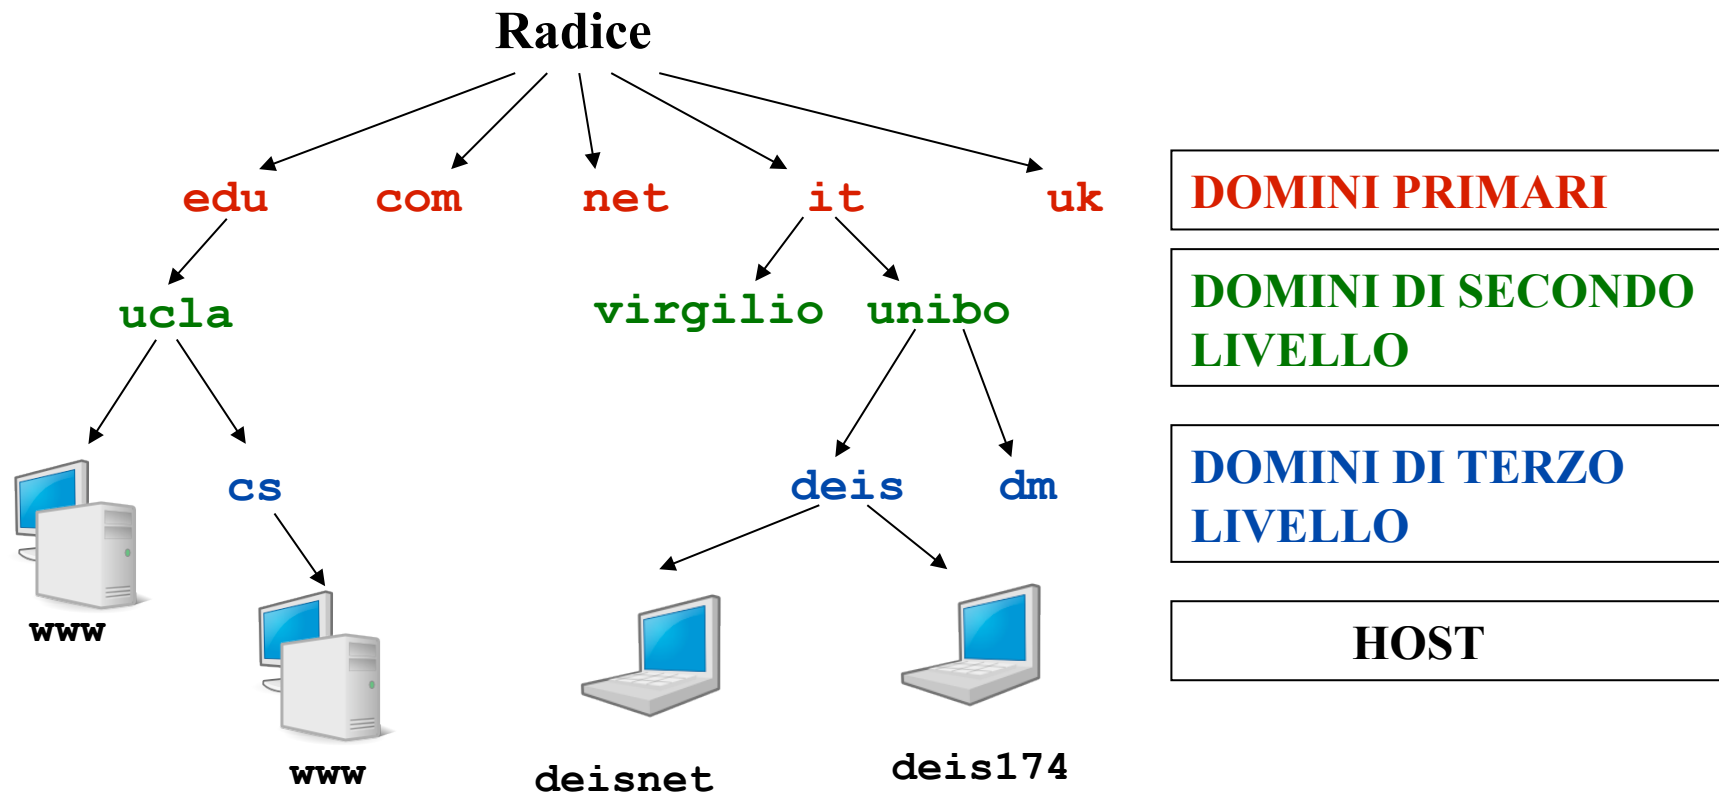 Radice
edu com net it uk
DOMINI PRIMARI
ucla virgilio unibo
DOMINI DI SECONDO
LIVELLO
cs deis dm
DOMINI DI TERZO
LIVELLO
www
HOST
www deisnet deis174